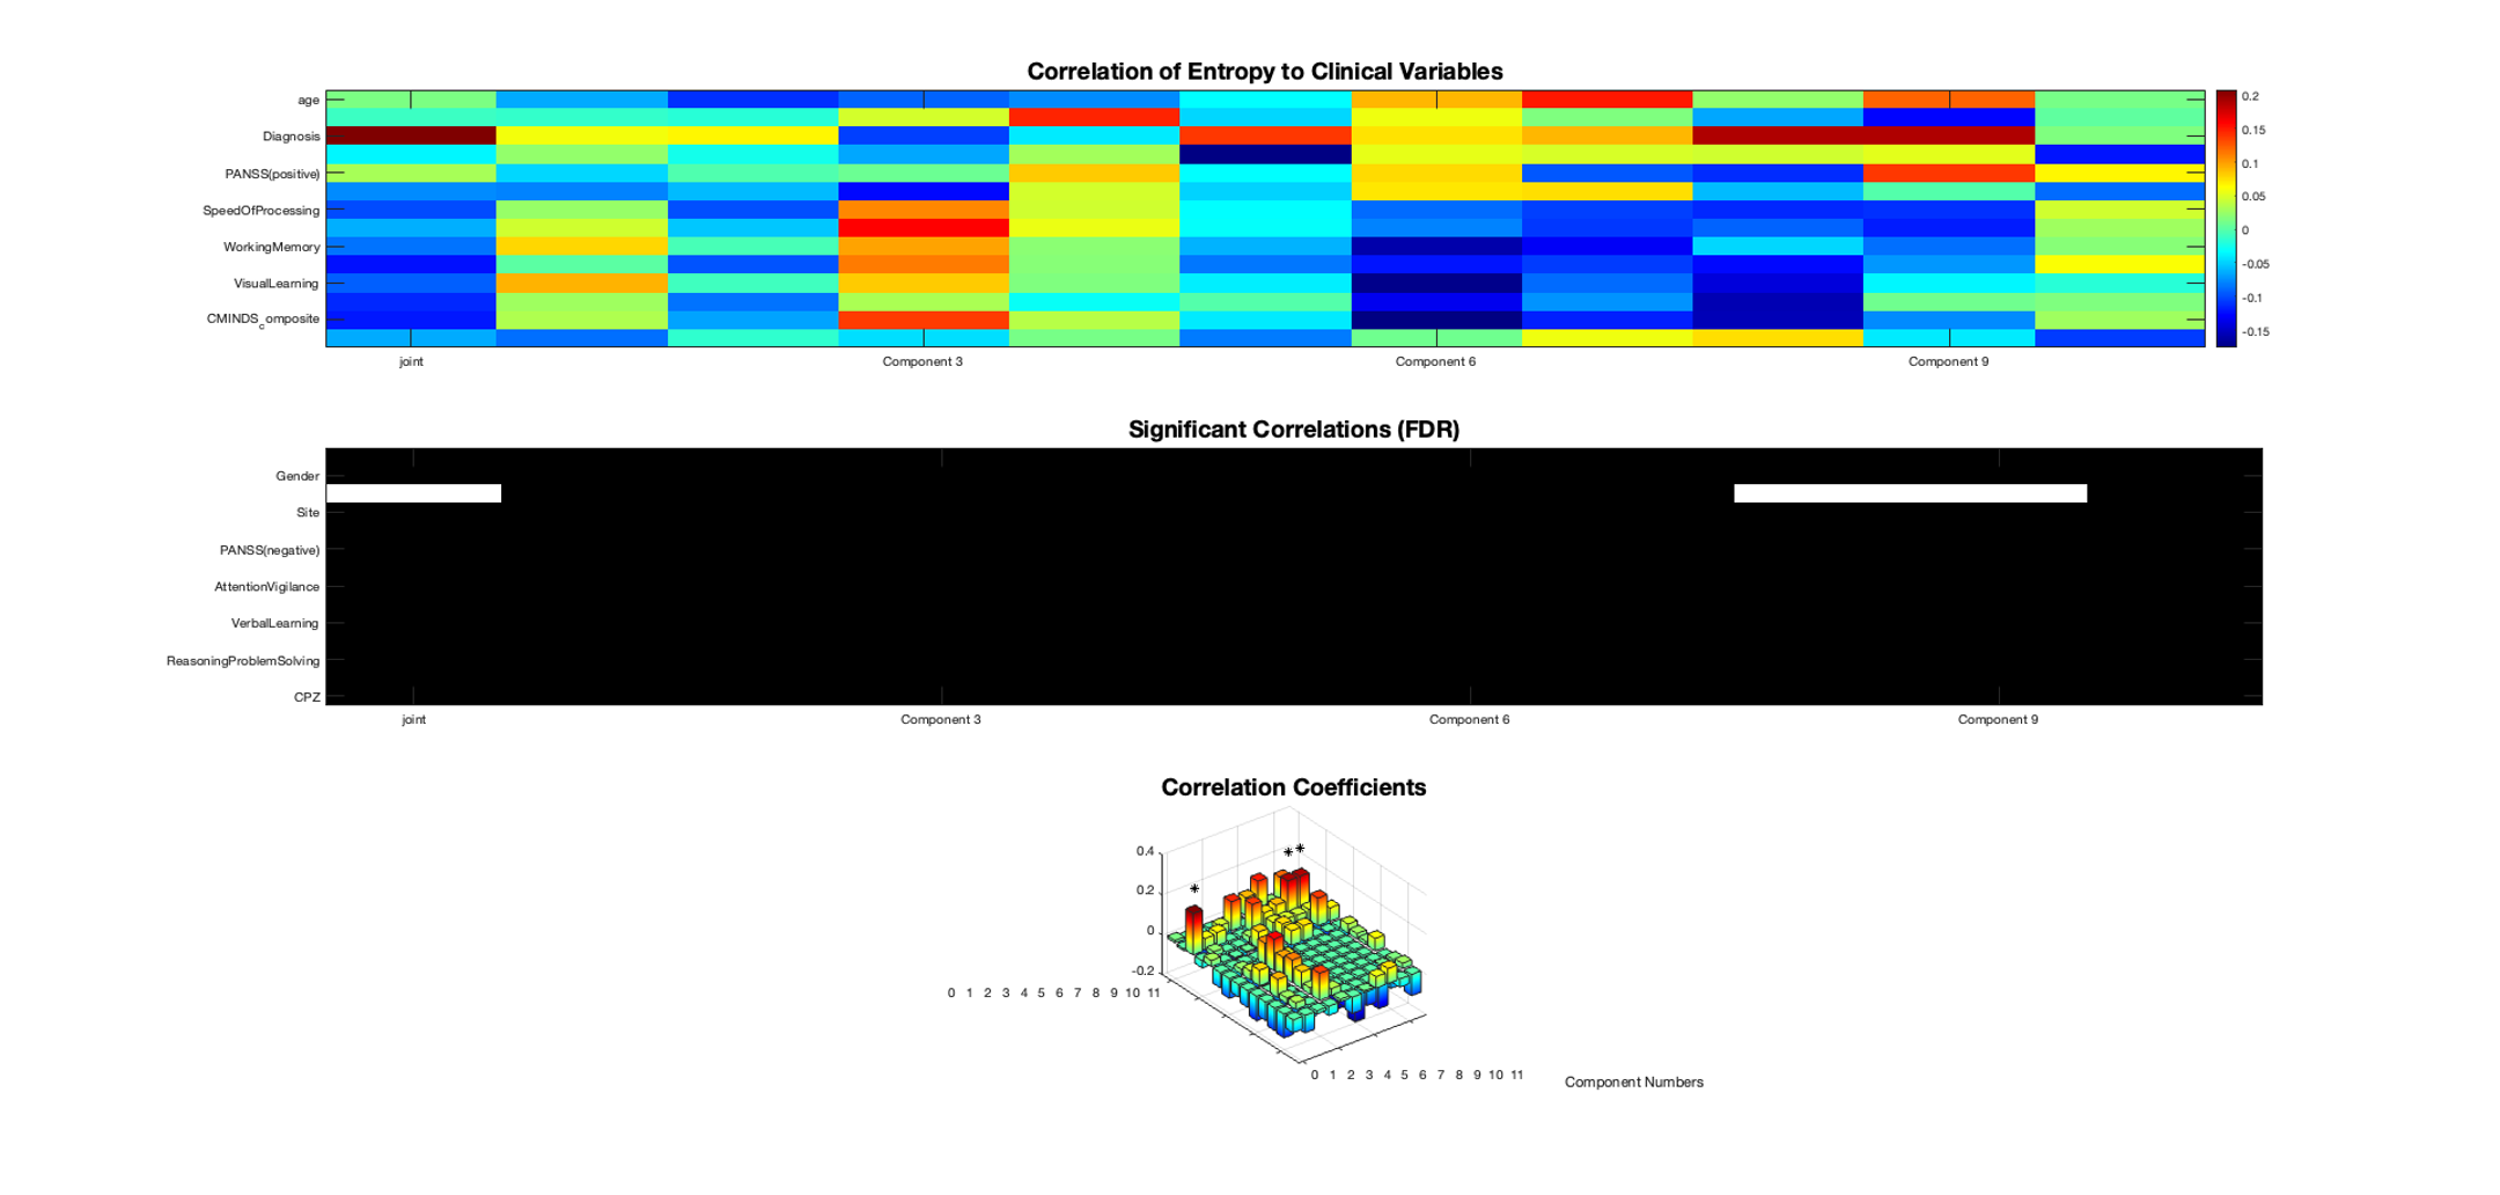 Correlation of Entropy to Clinical Variables
age
Diagnosis
PANSS(positive)
SpeedOfProcessing
WorkingMemory
VisualLearning
CMINDScomposite
0.2
0.15
0.1
0.05
0
-0.05
-0.1
-0.15
joint Component 3 Component 6 Component 9
Significant Correlations (FDR)
Gender
Site
PANSS(negative)
AttentionVigilance
VerbalLearning
ReasoningProblemSolving
CPZ
joint Component 3 Component 6 Component 9
Correlation Coefficients
0.4
0.2
0
-0.2
0 1 2 3 4 5 6 7 8 9 10 11
0 1 2 3 4 5 6 7 8 9 10 11
Component Numbers